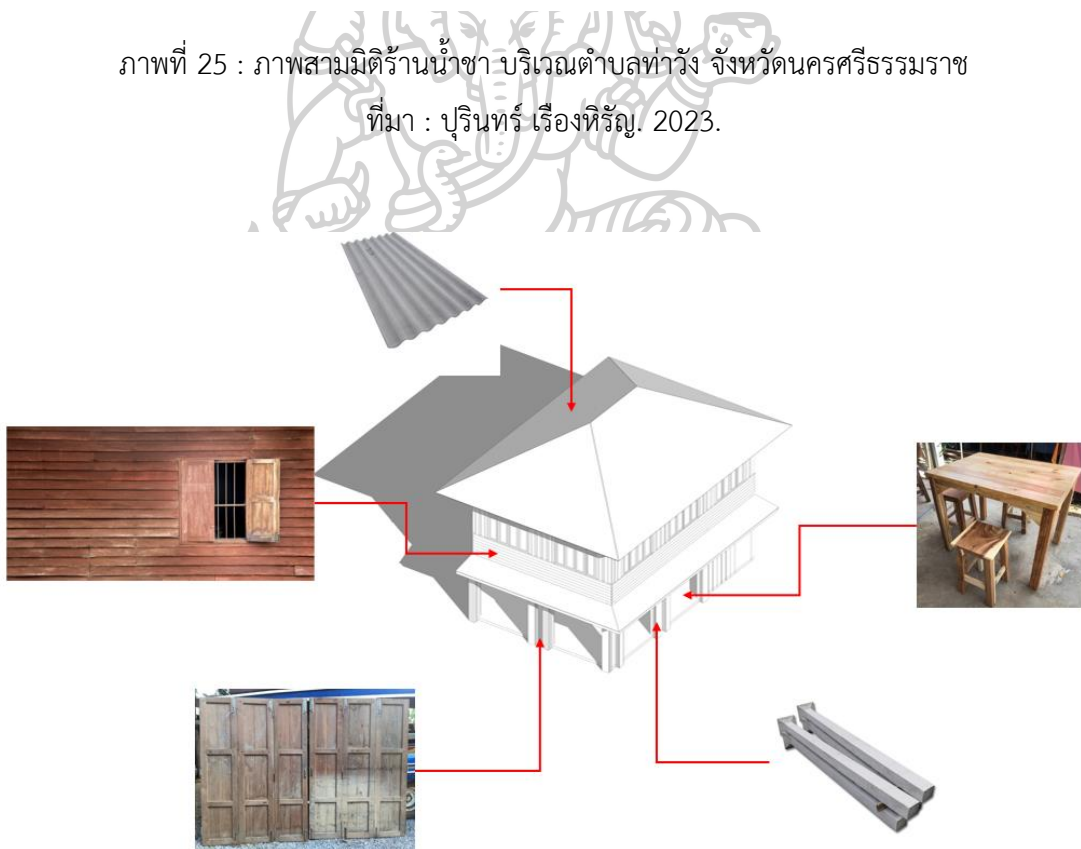 ภาพที่ 25 : ภาพสามมิติร้านน้ำชา บริเวณตำบลท่าวัง จังหวัดนครศรีธรรมราช
ที่มา : ปุรินทร์ เรืองหิรัญ. 2023.